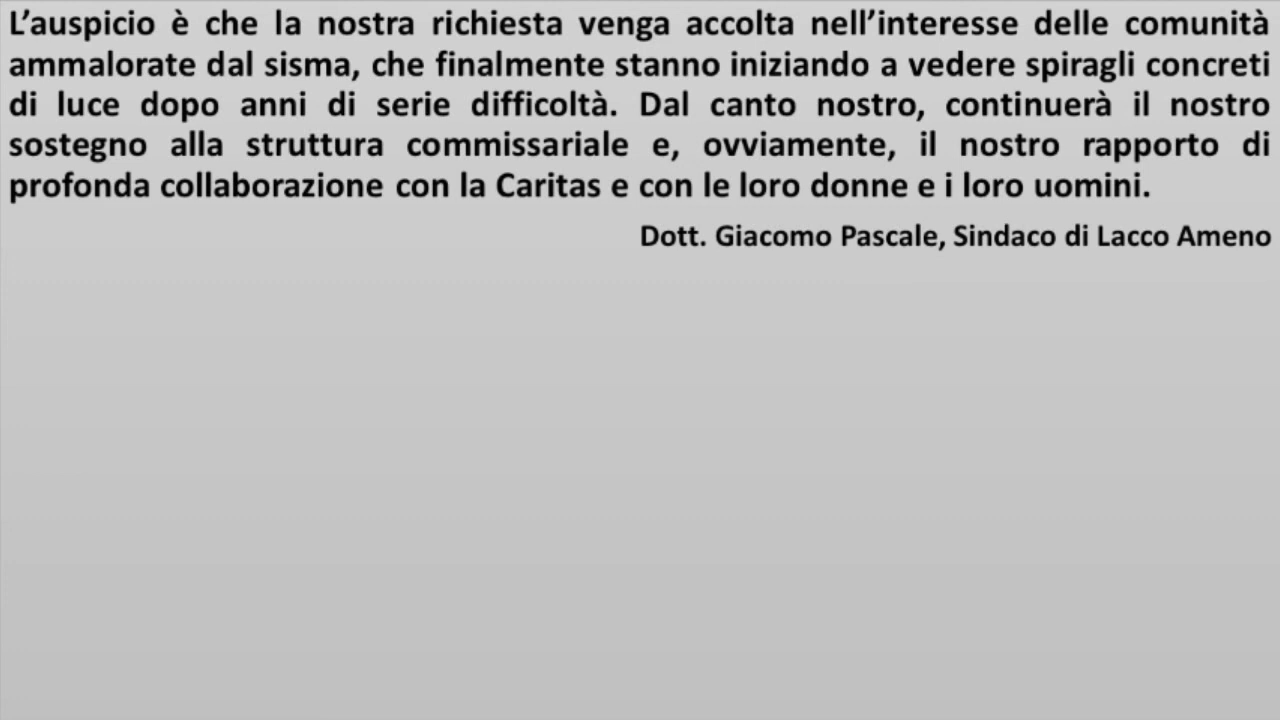 L’auspicio è che la nostra richiesta venga accolta nell’interesse delle comunità
ammalorate dal sisma, che finalmente stanno iniziando a vedere spiragli concreti
di luce dopo anni di serie difficoltà. Dal canto nostro, continuerà il nostro
sostegno alla struttura commissariale e, ovviamente, il nostro rapporto di
profonda collaborazione con la Caritas e con le loro donne e i loro uomini.
Dott. Giacomo Pascale, Sindaco di Lacco Ameno